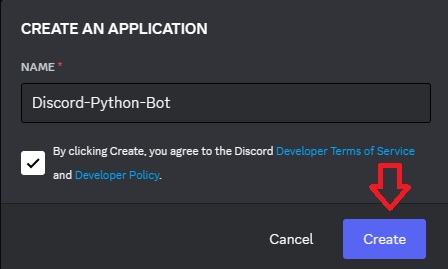 CREATE AN APPLICATION
NAME *
Discord-Python-Bot
By clicking Create, you agree to the Discord Developer Terms of Service
and Developer Policy.
Cancel Create